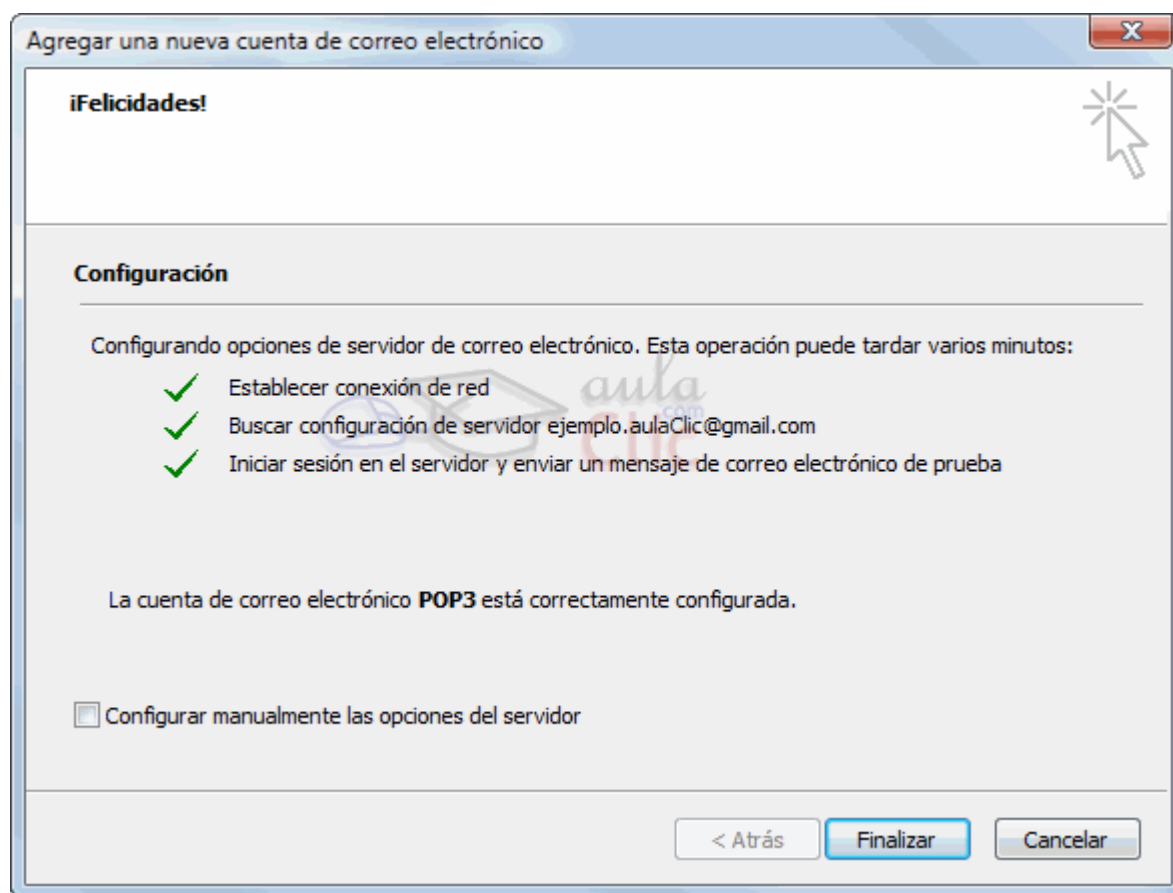 Agregar una nueva cuenta de correo electrónico
¡Felicidades!
Configuración
Configurando opciones de servidor de correo electrónico. Esta operación puede tardar varios minutos:
Establecer conexión de red
Buscar configuración de servidor ejemplo.aulaClic@gmail.com
Iniciar sesión en el servidor y enviar un mensaje de correo electrónico de prueba
aula
Clic
com
La cuenta de correo electrónico POP3 está correctamente configurada.
Configurar manualmente las opciones del servidor
< Atrás
Finalizar
Cancelar